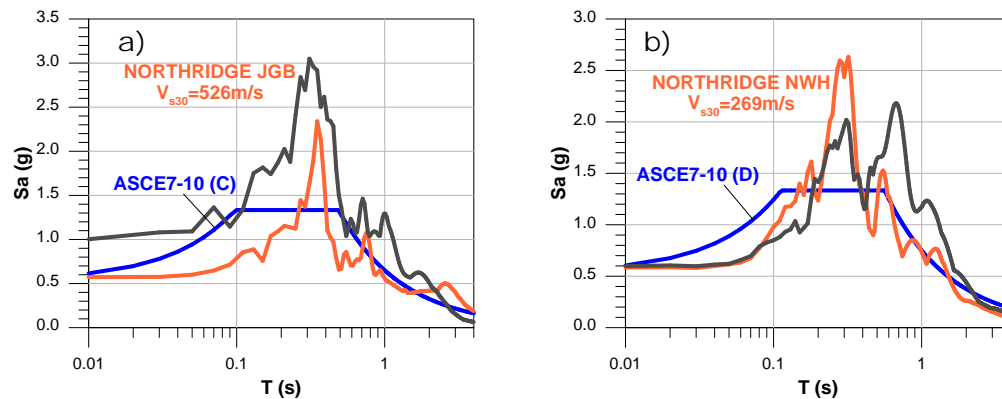 a)
NORTHRIDGE JGB
Vs30=526m/s
ASCE7-10 (C)
Sa (g)
3.5
3.0
2.5
2.0
1.5
1.0
0.5
0.0
0.01 0.1 1
T (s)
b)
NORTHRIDGE NWH
Vs30=269m/s
ASCE7-10 (D)
Sa (g)
3.0
2.5
2.0
1.5
1.0
0.5
0.0
0.01 0.1 1
T (s)